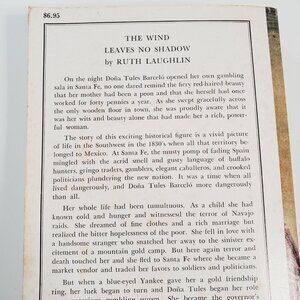 $6.95
THE WIND
LEAVES NO SHADOW
by RUTH LAUGHLIN
On the night Doña Tules Barceló opened her own gambling
sala in Santa Fe, no one dared remind the fiery red-haired beauty
that her mother had been a peon and that she herself had once
worked for forty pennies a year. As she swept gracefully across
the only wooden floor in town, she was proudly aware that it
was her wits and beauty alone that had made her a rich, power-
ful woman.
The story of this exciting historical figure is a vivid picture
of life in the Southwest in the 1830's when all that territory be-
longed to Mexico. At Santa Fe, the musty pomp of fading Spain
mingled with the acrid smell and gusty language of buffalo
hunters, gringo traders, gamblers, elegant caballeros, and crooked
politicians plundering the new nation. It was a time when all
lived dangerously, and Doña Tules Barceló more dangerously
than all.
Her whole life had been tumultuous. As a child she had
known cold and hunger and witnessesd the terror of Navajo
raids. She dreamed of fine clothes and a rich marriage but
realized the bitter hopelessness of the poor. She fell in love with
a handsome stranger who snatched her away to the sinister ex-
citement of a mountain gold camp. But here again terror and
death touched her and she fled to Santa Fe where she became a
market vendor and traded her favors to soldiers and politicians.
But when a blue-eyed Yankee gave her a gold friendship
ring, her luck began to turn and Doña Tules began her role
gambling queen. She became the governor's